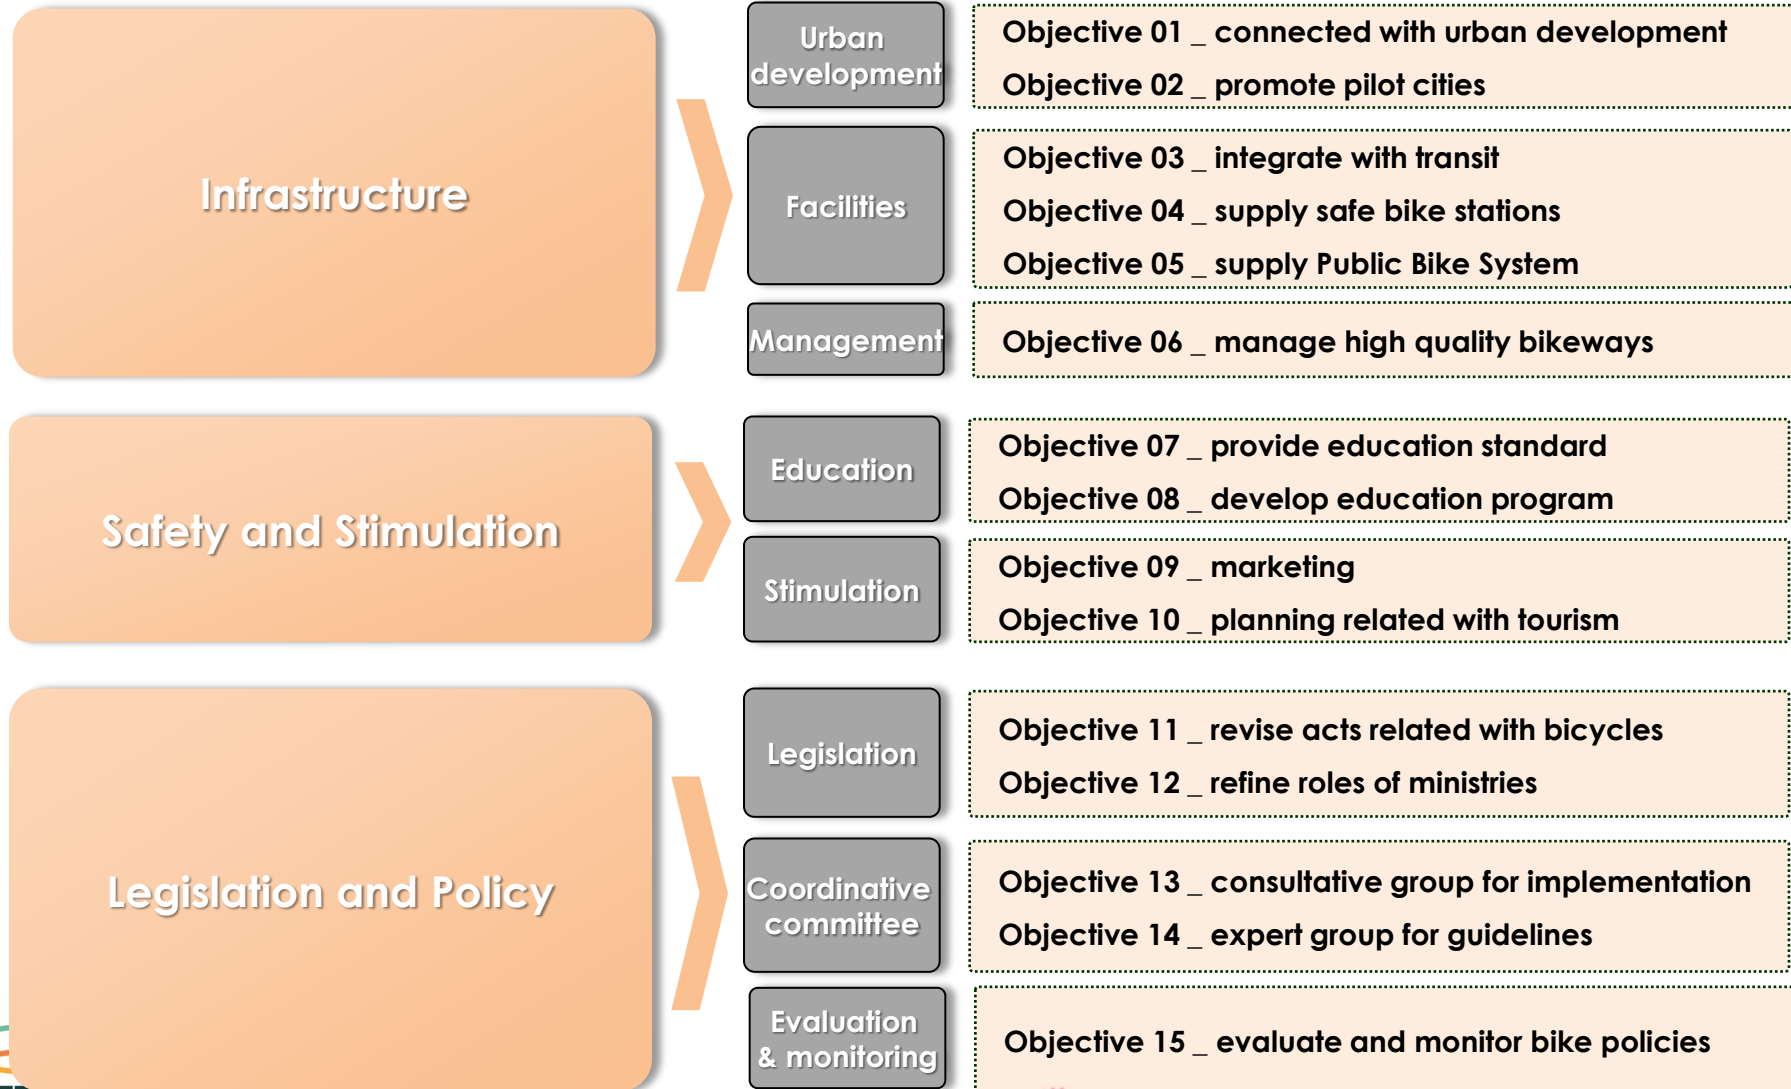 Infrastructure
Urban
development
Objective 01 _ connected with urban development
Objective 02 _ promote pilot cities
Facilities
Objective 03 _ integrate with transit
Objective 04 _ supply safe bike stations
Objective 05 _ supply Public Bike System
Management
Objective 06 _ manage high quality bikeways
Safety and Stimulation
Education
Objective 07 _ provide education standard
Objective 08 _ develop education program
Stimulation
Objective 09 _ marketing
Objective 10 _ planning related with tourism
Legislation and Policy
Legislation
Objective 11 _ revise acts related with bicycles
Objective 12 _ refine roles of ministries
Coordinative
committee
Objective 13 _ consultative group for implementation
Objective 14 _ expert group for guidelines
Evaluation
& monitoring
Objective 15 _ evaluate and monitor bike policies